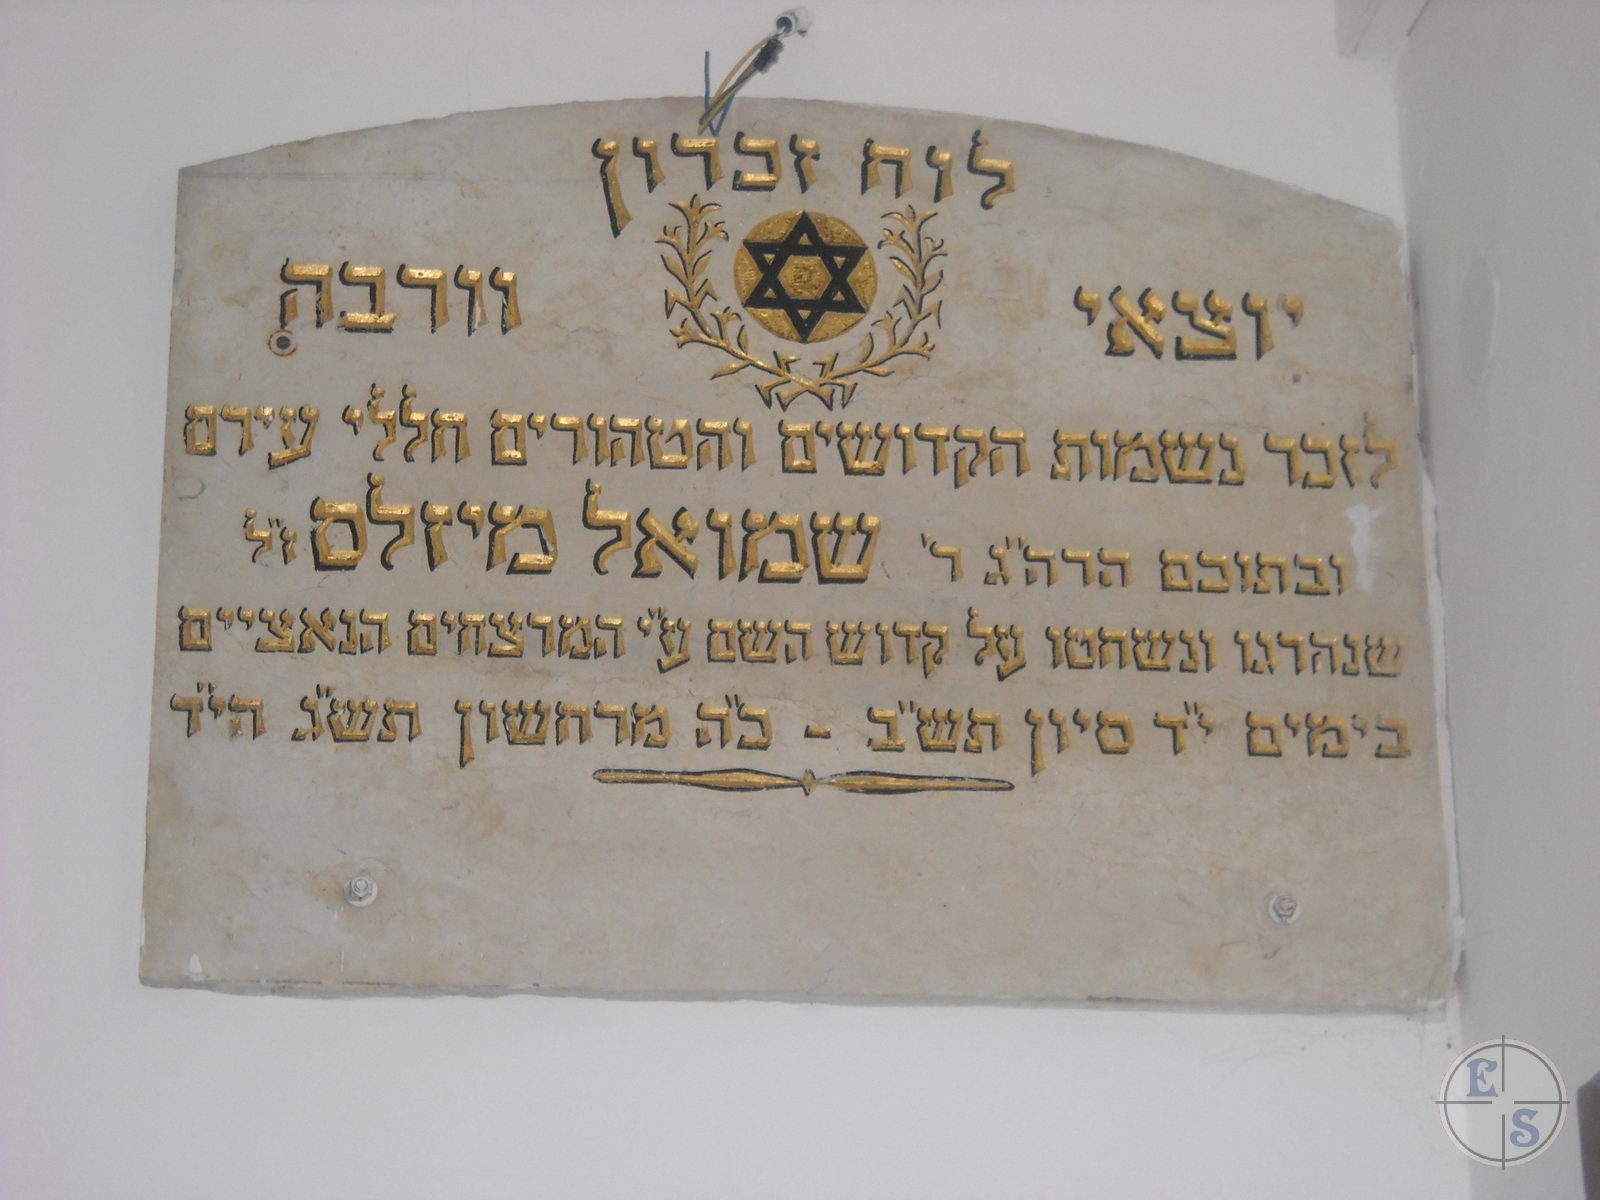 לוח זכרון
יוצאי וורבה
לזכר נשמות הקדושים והטהורים חללי עירם
ובתוכם הרה"ג ר' שמואל מיזלס ז"ל
שנהרגו ונשחטו על קדוש השם ע"י המרצחים הנאציים
בימים י"ד סיון תש"ב - כ"ה מרחשון תש"ג הי"ד
E
S